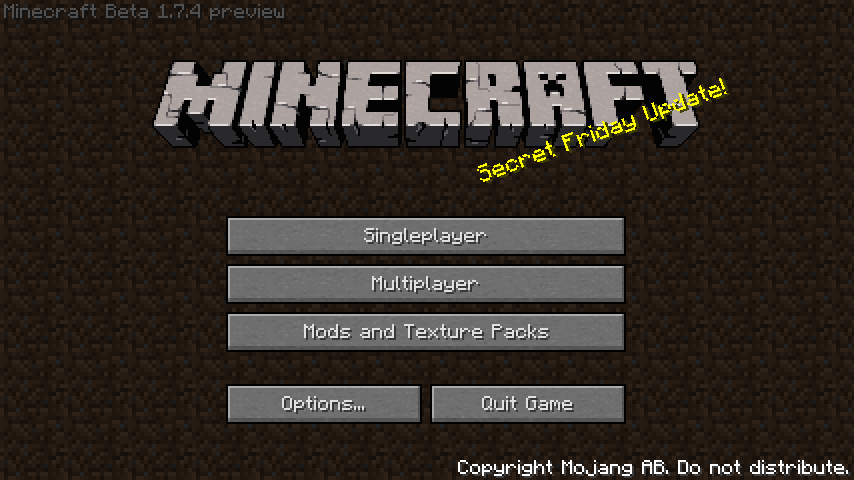 Minecraft Beta 1.7.4 preview
MINECRAFT
Secret Friday Update!
Singleplayer
Multiplayer
Mods and Texture Packs
Options... Quit Game
Copyright Mojang AB. Do not distribute.